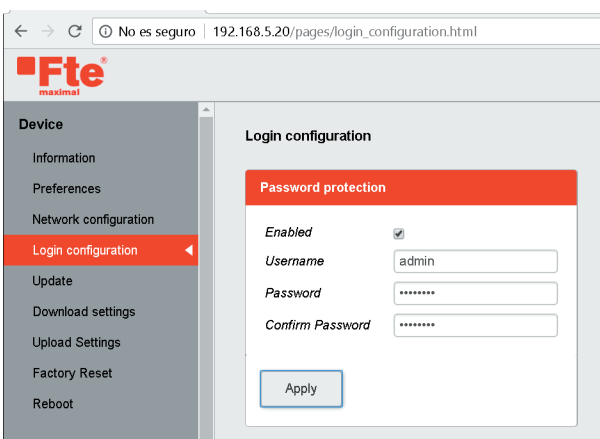 No es seguro 192.168.5.20/pages/login_configuration.html
Fte®
maximal
Device
Information
Preferences
Network configuration
Login configuration
Update
Download settings
Upload Settings
Factory Reset
Reboot
Login configuration
Password protection
Enabled
Username admin
Password ••••••••
Confirm Password ••••••••
Apply